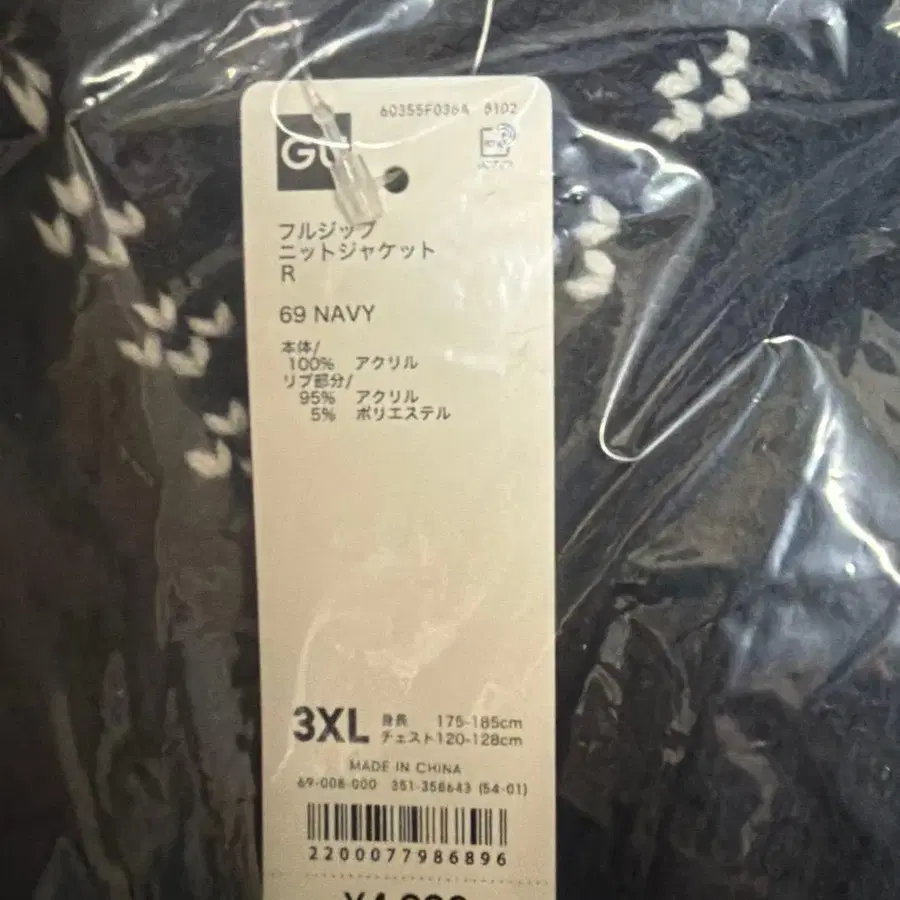 60355F036A 8102
GU
フルジップ
ニットジャケット
R
69 NAVY
本体/
100% アクリル
リブ部分/
95% アクリル
5% ポリエステル
3XL 身長 175-185cm
チェスト120-128cm
MADE IN CHINA
69-008-000 351-358643 (54-01)
2200077986896